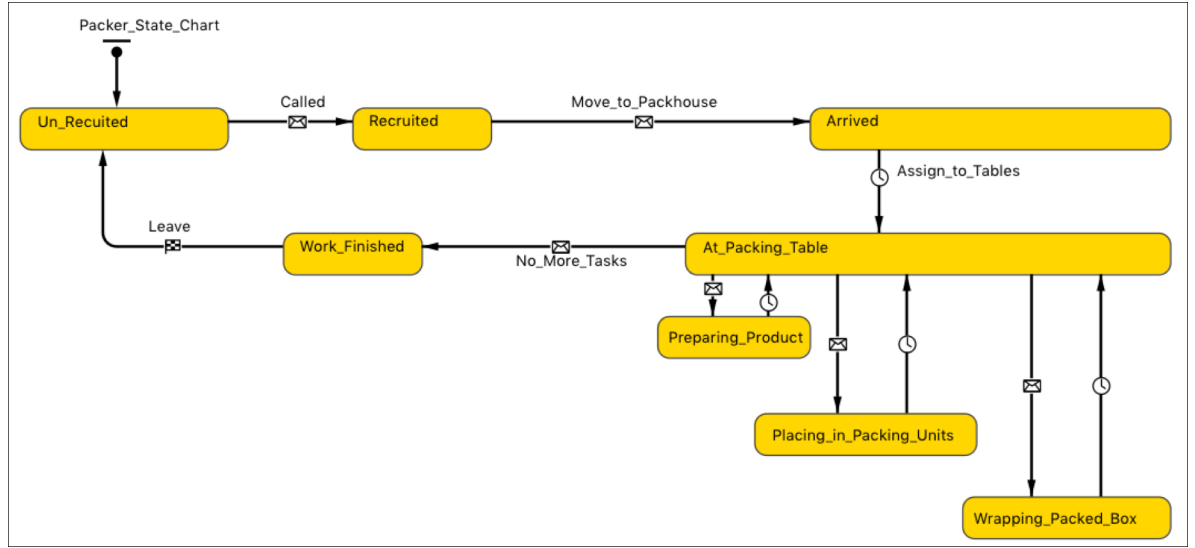 Packer_State_Chart
Un_Recuited
Called
Recruited
Move_to_Packhouse
Arrived
Assign_to_Tables
Leave
Work_Finished
No_More_Tasks
At_Packing_Table
Preparing_Product
Placing_in_Packing_Units
Wrapping_Packed_Box